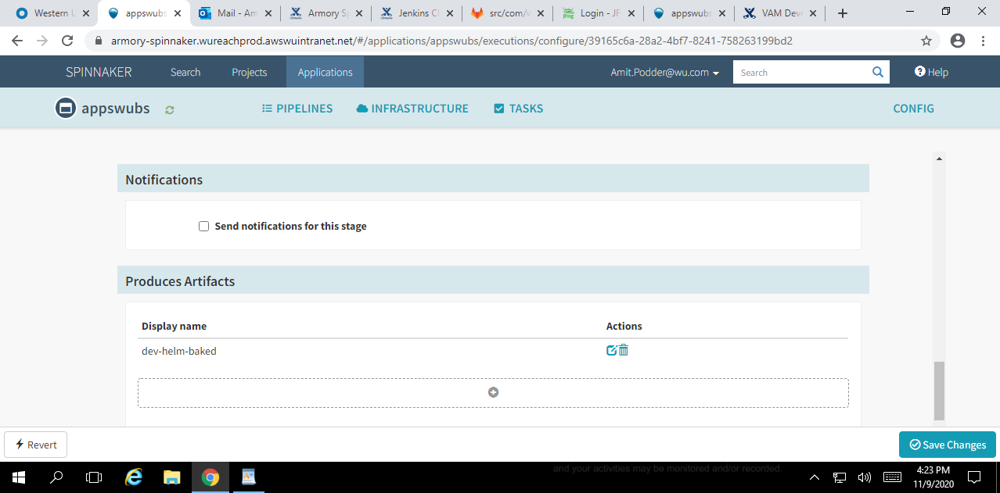 Western U
appswubs
Mail - Am
Armory Sp
Jenkins CI
src/com/w
Login - JF
appswubs
VAM Deve
armory-spinnaker.wureachprod.awswuintranet.net/#/applications/appswubs/executions/configure/39165c6a-28a2-4bf7-8241-758263199bd2
SPINNAKER Search Projects Applications Amit.Podder@wu.com Search Help
appswubs PIPELINES INFRASTRUCTURE TASKS CONFIG
Notifications
Send notifications for this stage
Produces Artifacts
Display name Actions
dev-helm-baked
Revert Save Changes
and your activities may be monitored and/or recorded.
4:23 PM
11/9/2020